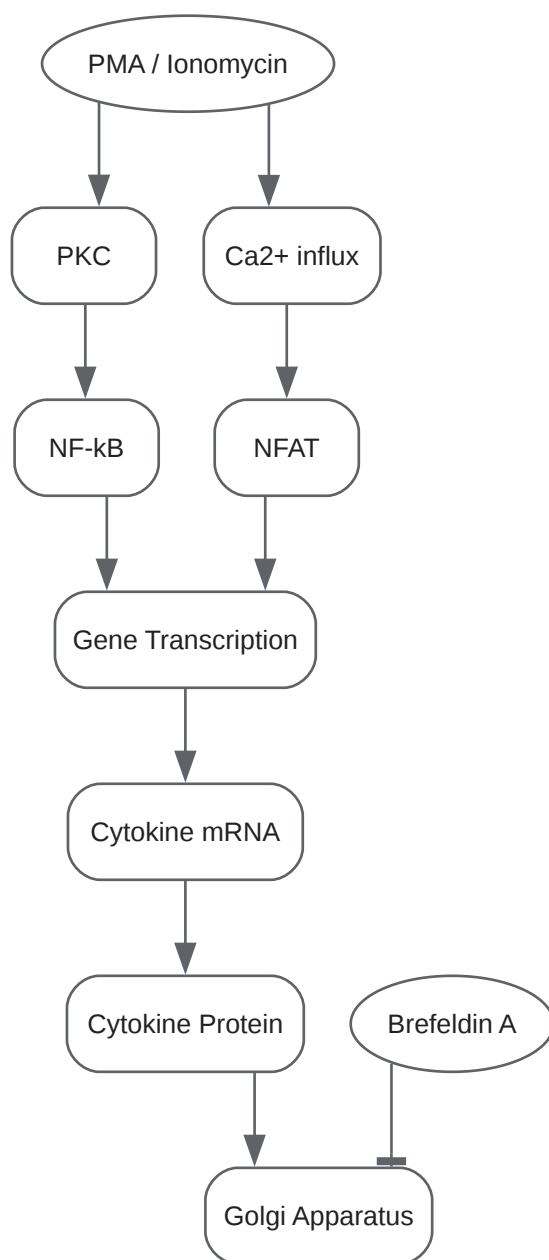 PMA / Ionomycin
PKC
Ca2+ influx
NF-kB
NFAT
Gene Transcription
Cytokine mRNA
Cytokine Protein
Brefeldin A
Golgi Apparatus